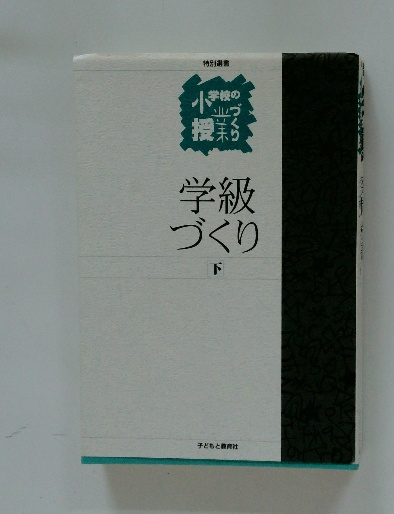 特別叢書
小学校の
授業づくり
学級
づくり
下
子どもと教育社